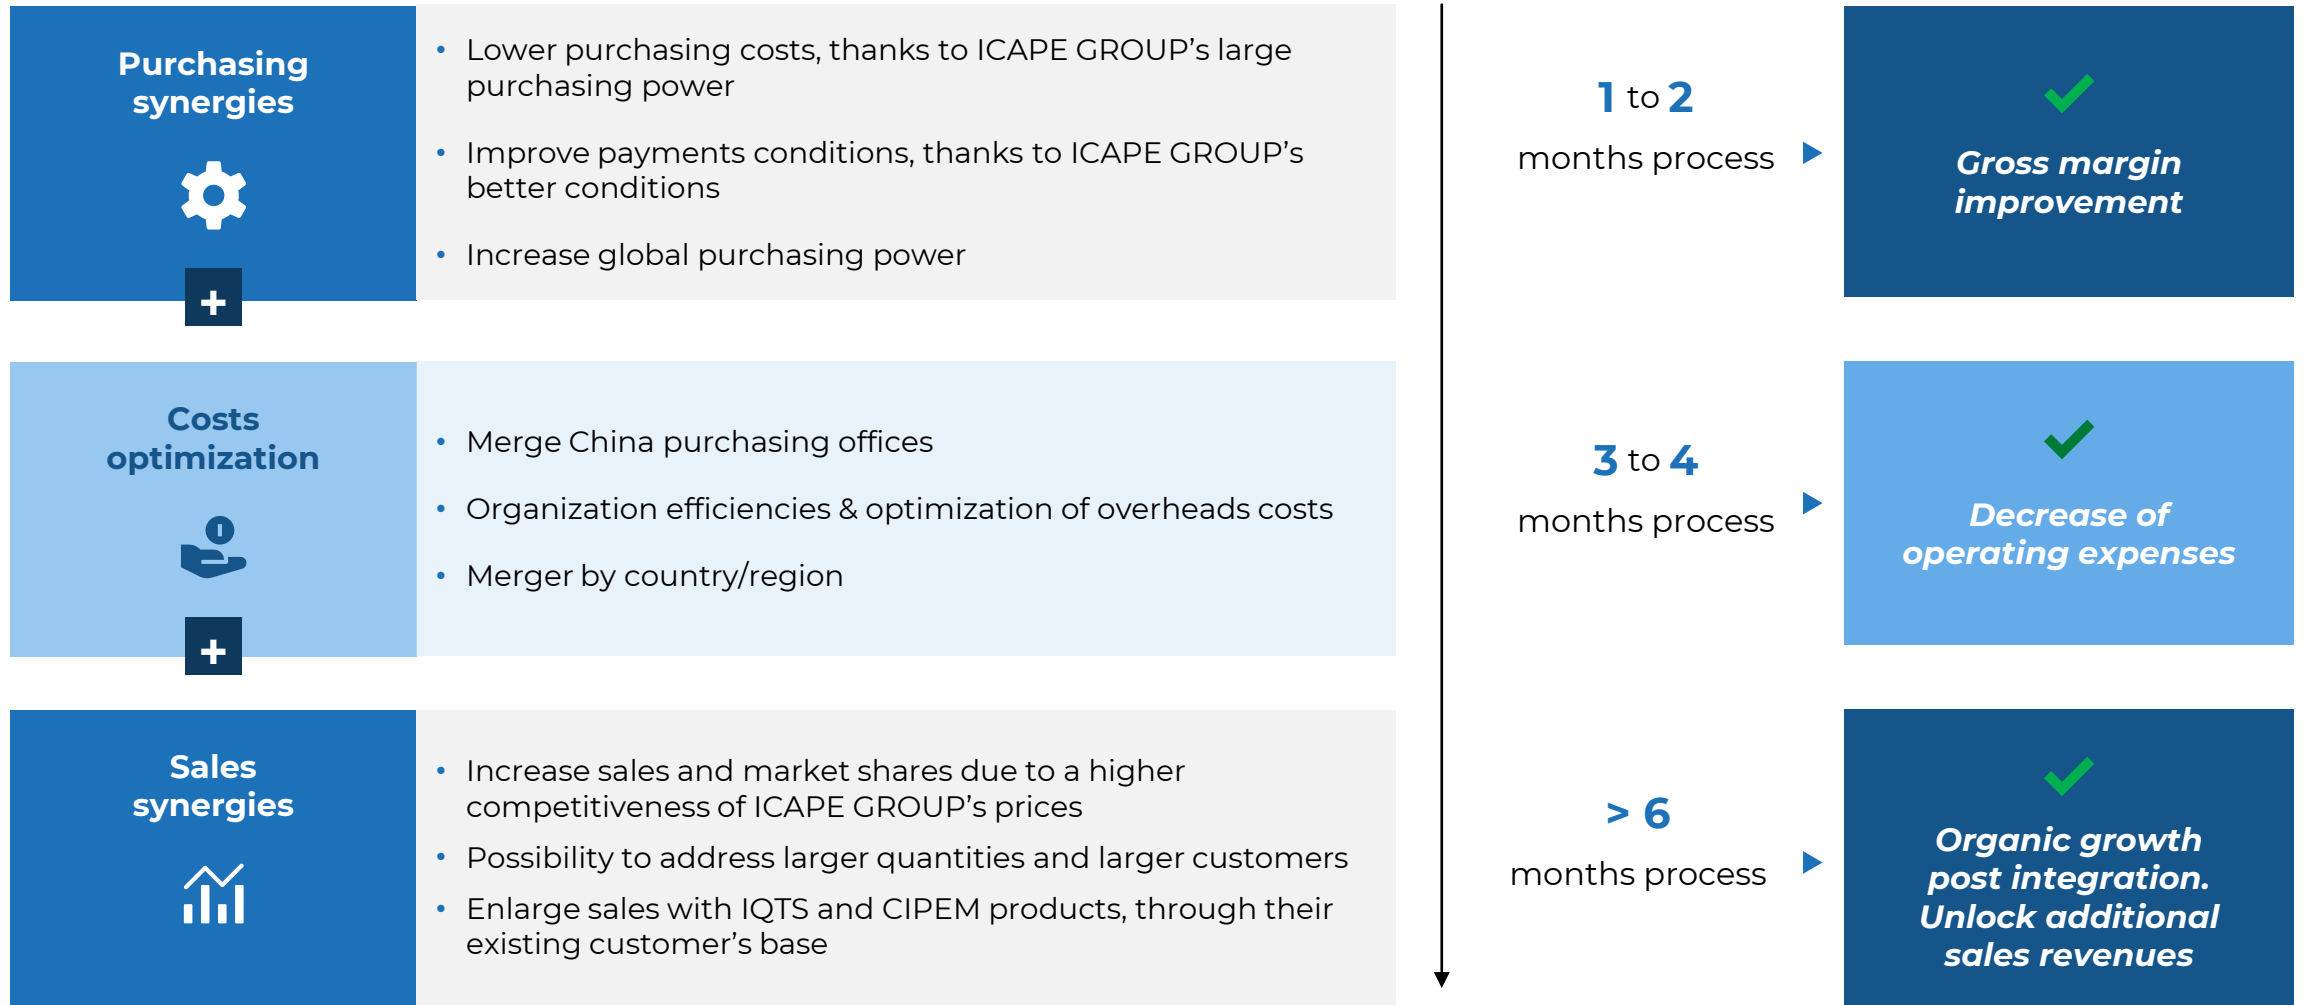 Purchasing
synergies
• Lower purchasing costs, thanks to ICAPE GROUP’s large
purchasing power
• Improve payments conditions, thanks to ICAPE GROUP’s
better conditions
• Increase global purchasing power
1 to 2
months process
Gross margin
improvement
+
Costs
optimization
• Merge China purchasing offices
• Organization efficiencies & optimization of overheads costs
• Merger by country/region
3 to 4
months process
Decrease of
operating expenses
+
Sales
synergies
• Increase sales and market shares due to a higher
competitiveness of ICAPE GROUP’s prices
• Possibility to address larger quantities and larger customers
• Enlarge sales with IQTS and CIPEM products, through their
existing customer’s base
> 6
months process
Organic growth
post integration.
Unlock additional
sales revenues